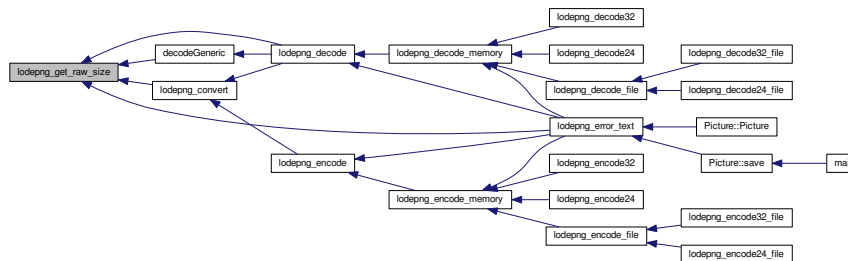 lodepng_get_raw_size
decodeGeneric
lodepng_convert
lodepng_decode
lodepng_encode
lodepng_decode_memory
lodepng_encode_memory
lodepng_decode32
lodepng_decode24
lodepng_decode_file
lodepng_error_text
lodepng_encode32
lodepng_encode24
lodepng_encode_file
lodepng_decode32_file
lodepng_decode24_file
Picture::Picture
Picture::save
lodepng_encode32_file
lodepng_encode24_file